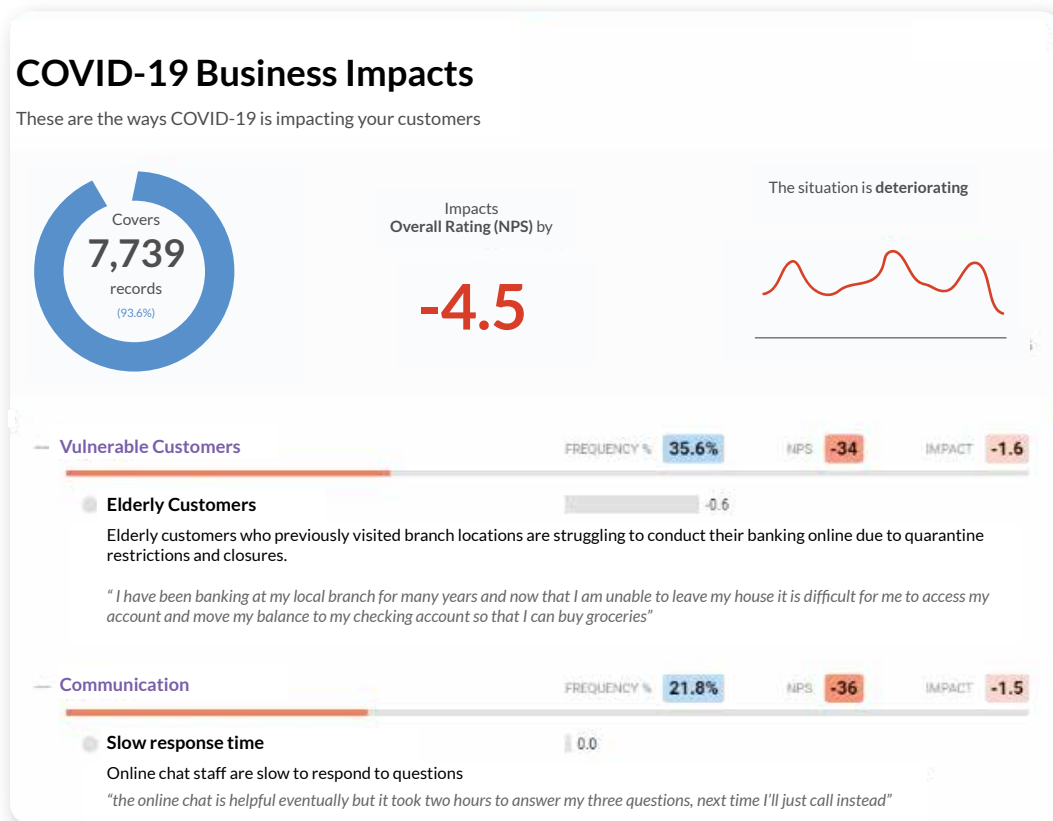 COVID-19 Business Impacts
These are the ways COVID-19 is impacting your customers
Covers
7,739
records
(93.6%)
Impacts
Overall Rating (NPS) by
-4.5
The situation is deteriorating
Vulnerable Customers FREQUENCY % 35.6% NPS -34 IMPACT -1.6
Elderly Customers -0.6
Elderly customers who previously visited branch locations are struggling to conduct their banking online due to quarantine
restrictions and closures.
“ I have been banking at my local branch for many years and now that I am unable to leave my house it is difficult for me to access my
account and move my balance to my checking account so that I can buy groceries”
Communication FREQUENCY % 21.8% NPS -36 IMPACT -1.5
Slow response time 0.0
Online chat staff are slow to respond to questions
“the online chat is helpful eventually but it took two hours to answer my three questions, next time I’ll just call instead”